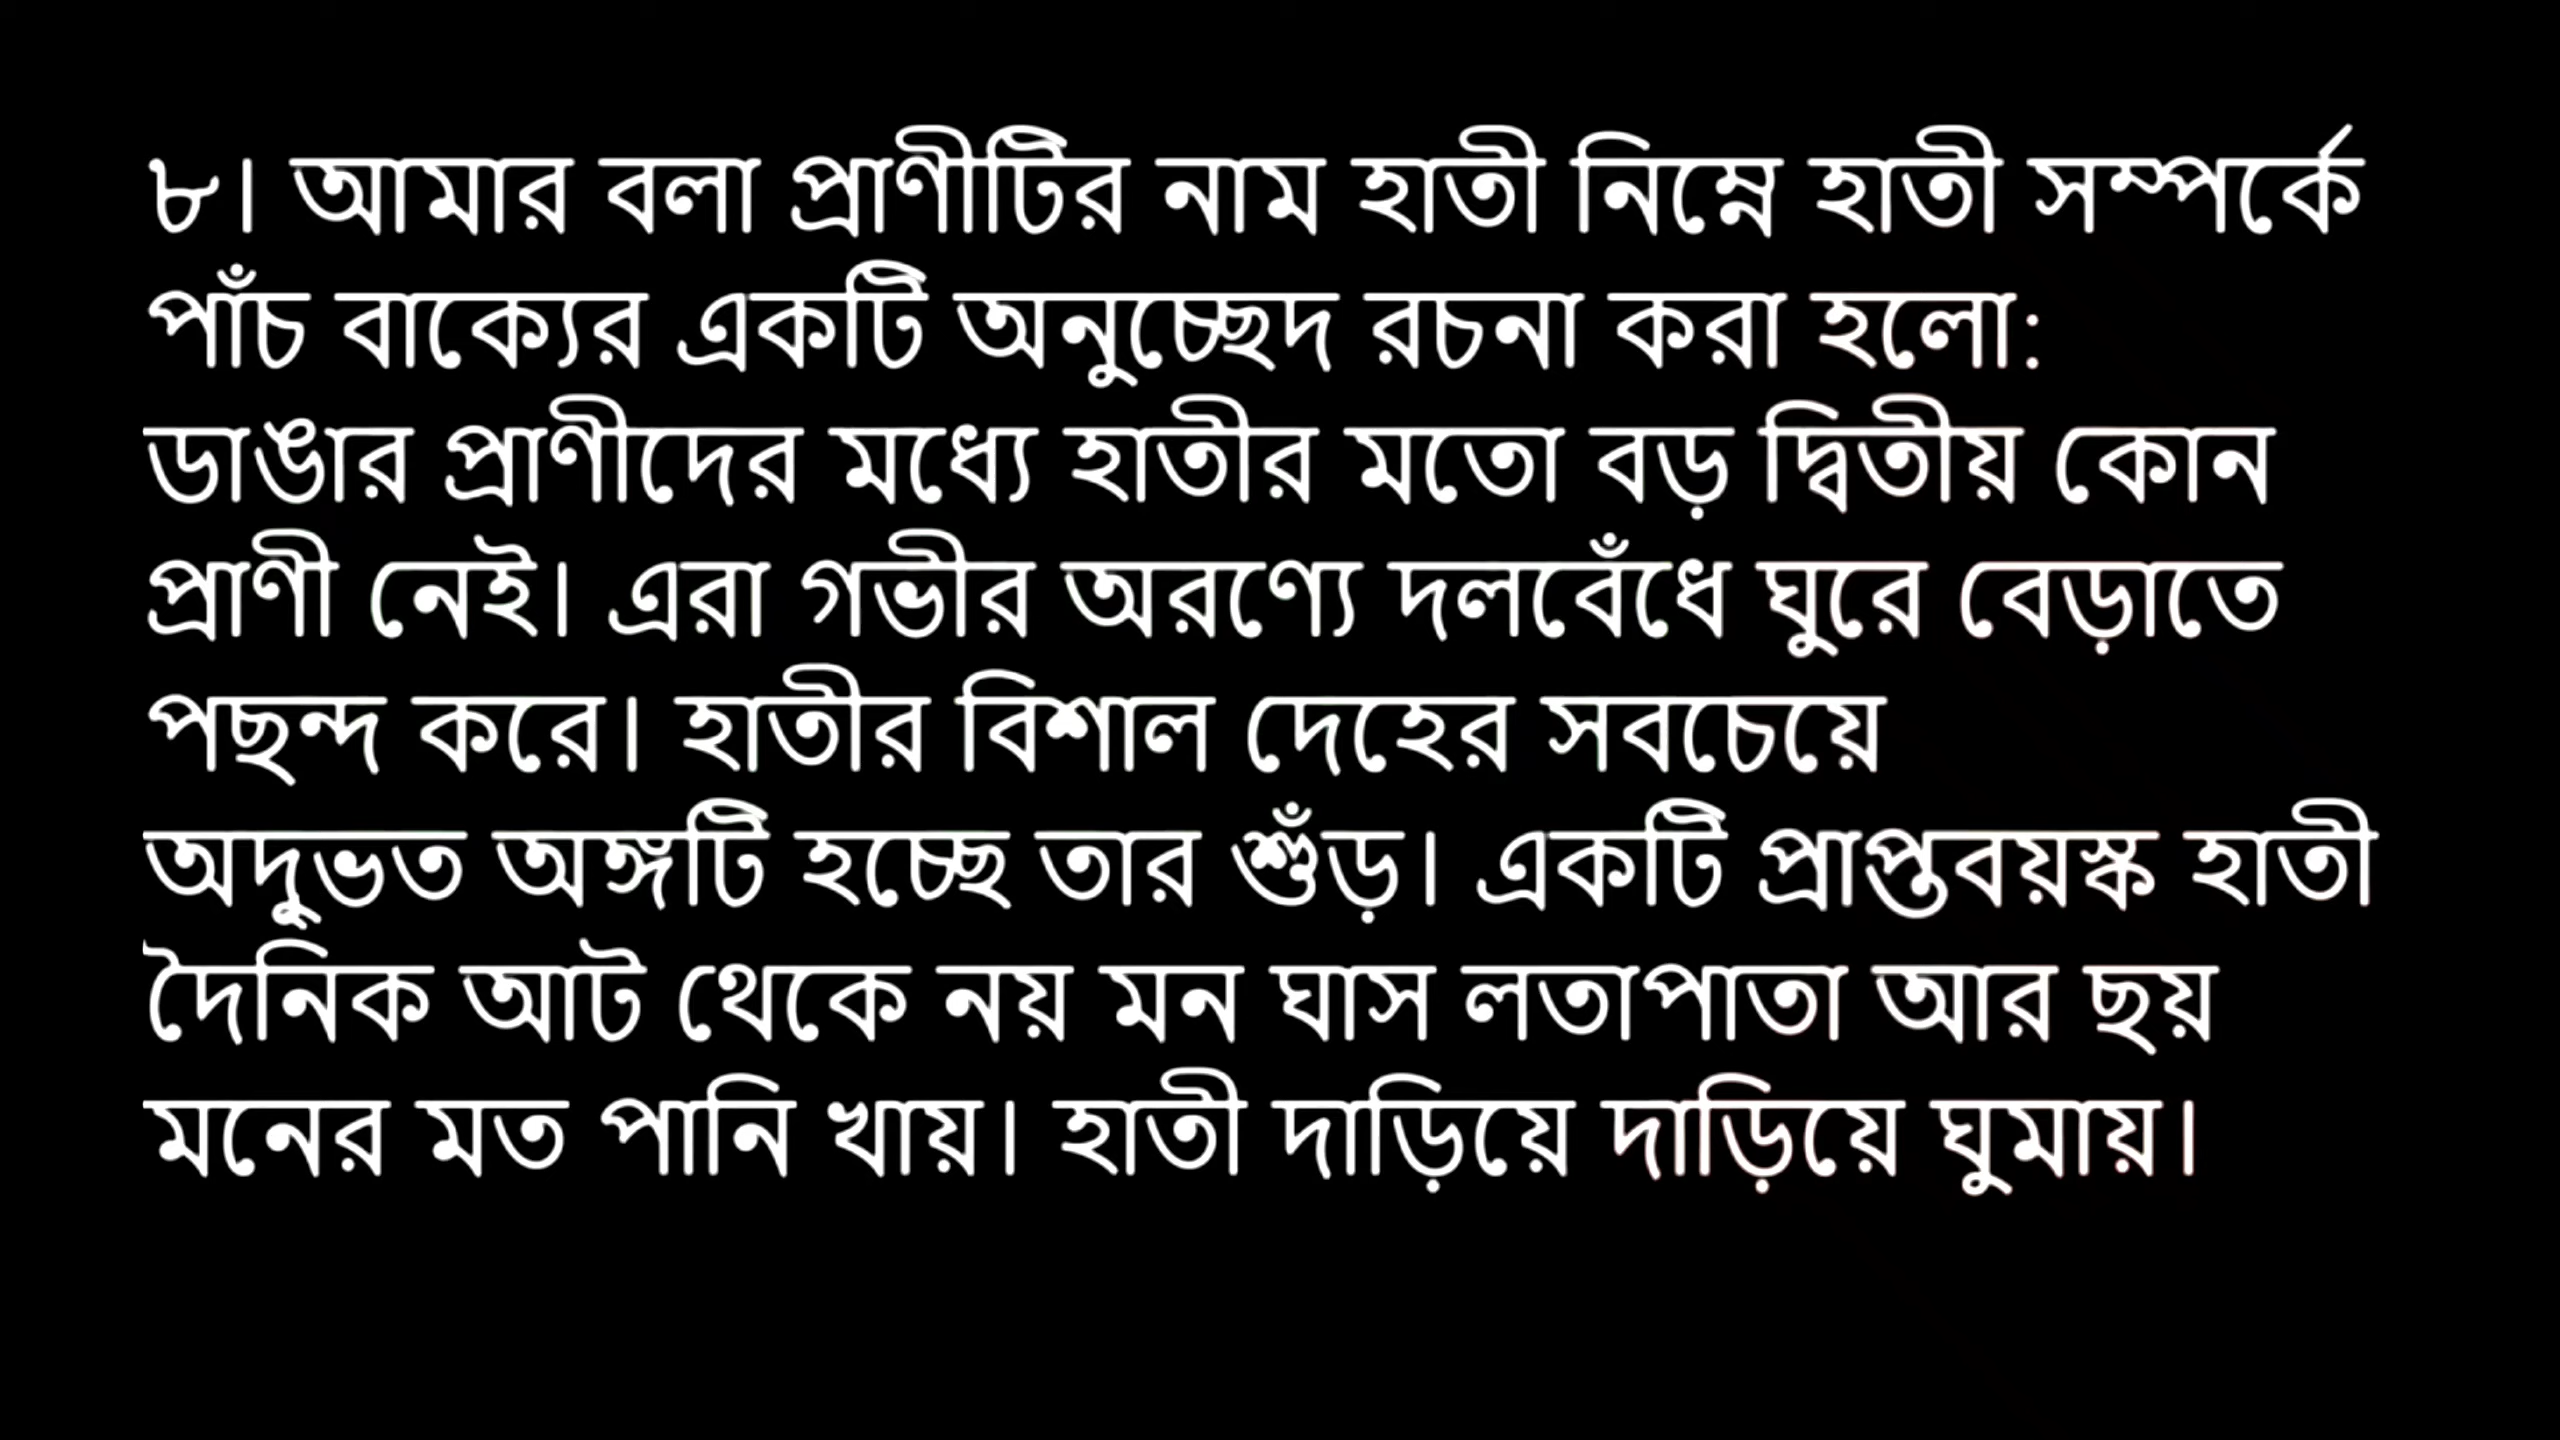 ৮। আমার বলা প্রাণীটির নাম হাতী নিম্নে হাতী সম্পর্কে
পাঁচ বাক্যের একটি অনুচ্ছেদ রচনা করা হলো:
ডাঙার প্রাণীদের মধ্যে হাতীর মতো বড় দ্বিতীয় কোন
প্রাণী নেই। এরা গভীর অরণ্যে দলবেঁধে ঘুরে বেড়াতে
পছন্দ করে। হাতীর বিশাল দেহের সবচেয়ে
অদুভত অঙ্গটি হচ্ছে তার শুঁড়। একটি প্রাপ্তবয়স্ক হাতী
দৈনিক আট থেকে নয় মন ঘাস লতাপাতা আর ছয়
মনের মত পানি খায়। হাতী দাড়িয়ে দাড়িয়ে ঘুমায়।